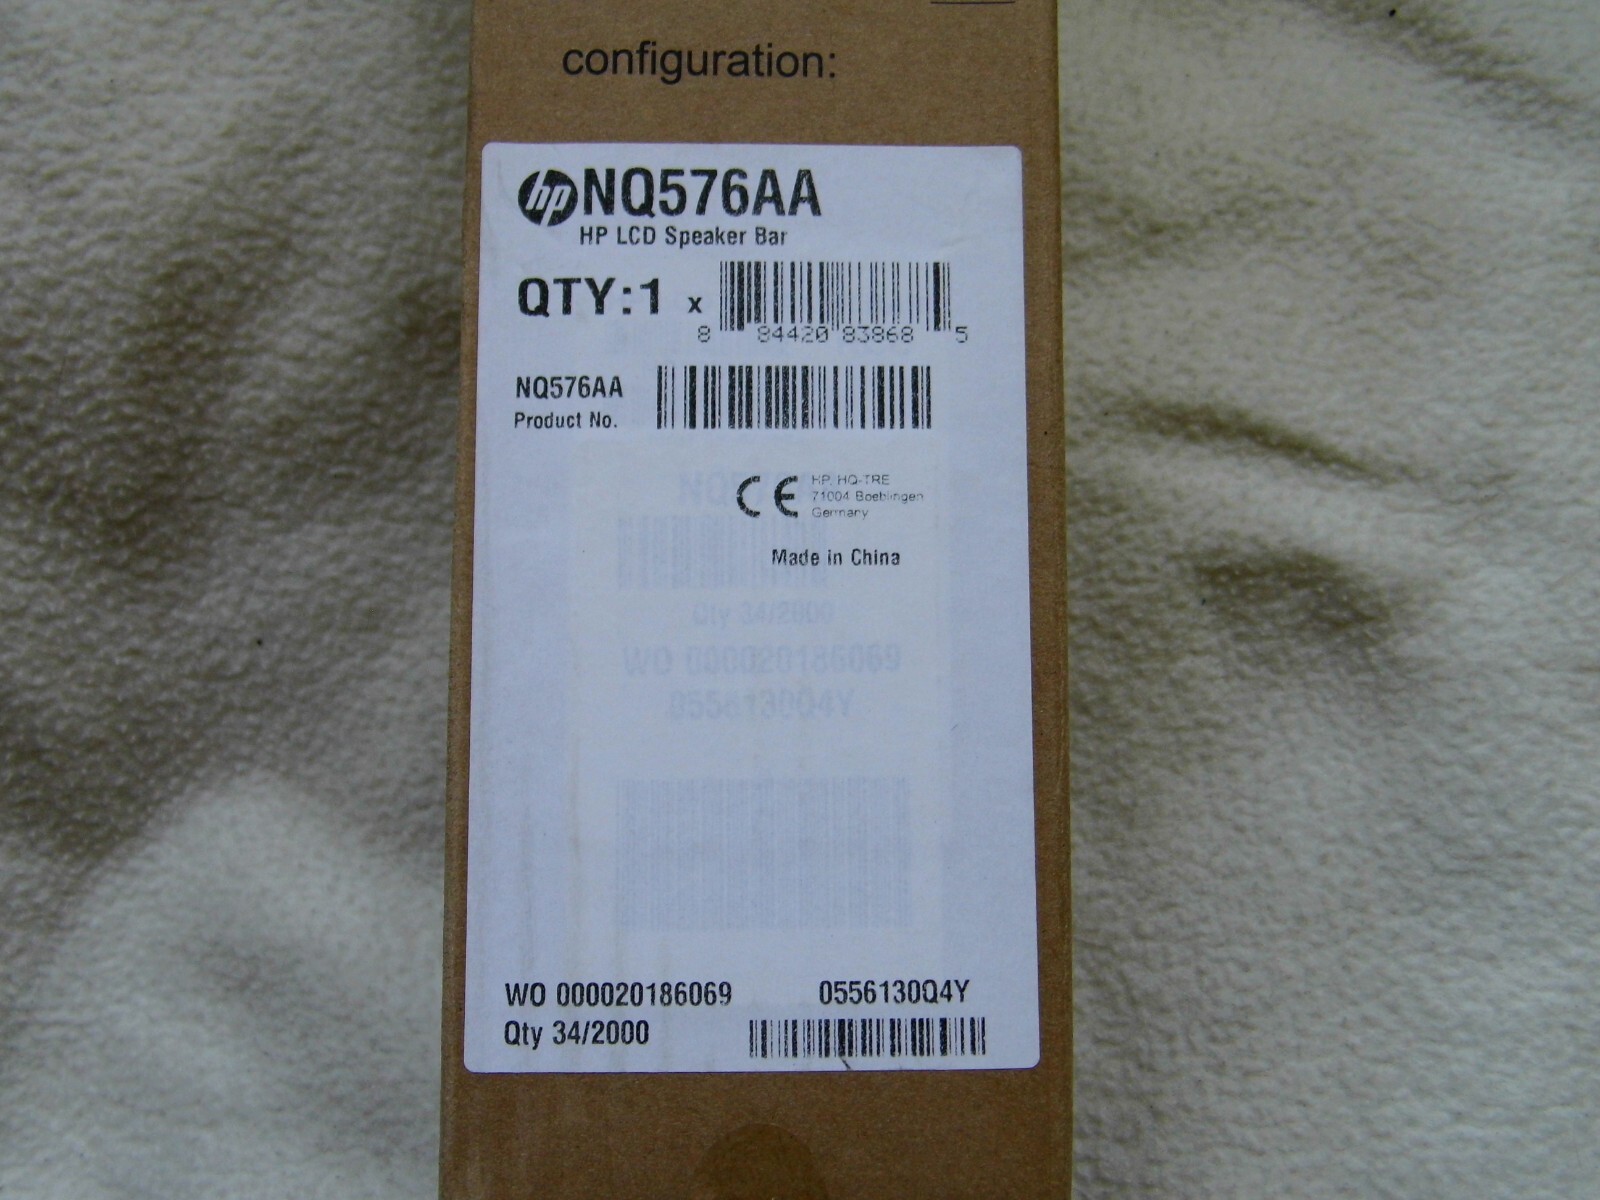 configuration:
hp NQ576AA
HP LCD Speaker Bar
QTY:1 x
8 84420 83868 5
NQ576AA
Product No.
CE
HP, HQ-TRE
71004 Boeblingen
Germany
Made in China
Qty 34/2000
WO 000020186069
0556130Q4Y
WO 000020186069 0556130Q4Y
Qty 34/2000